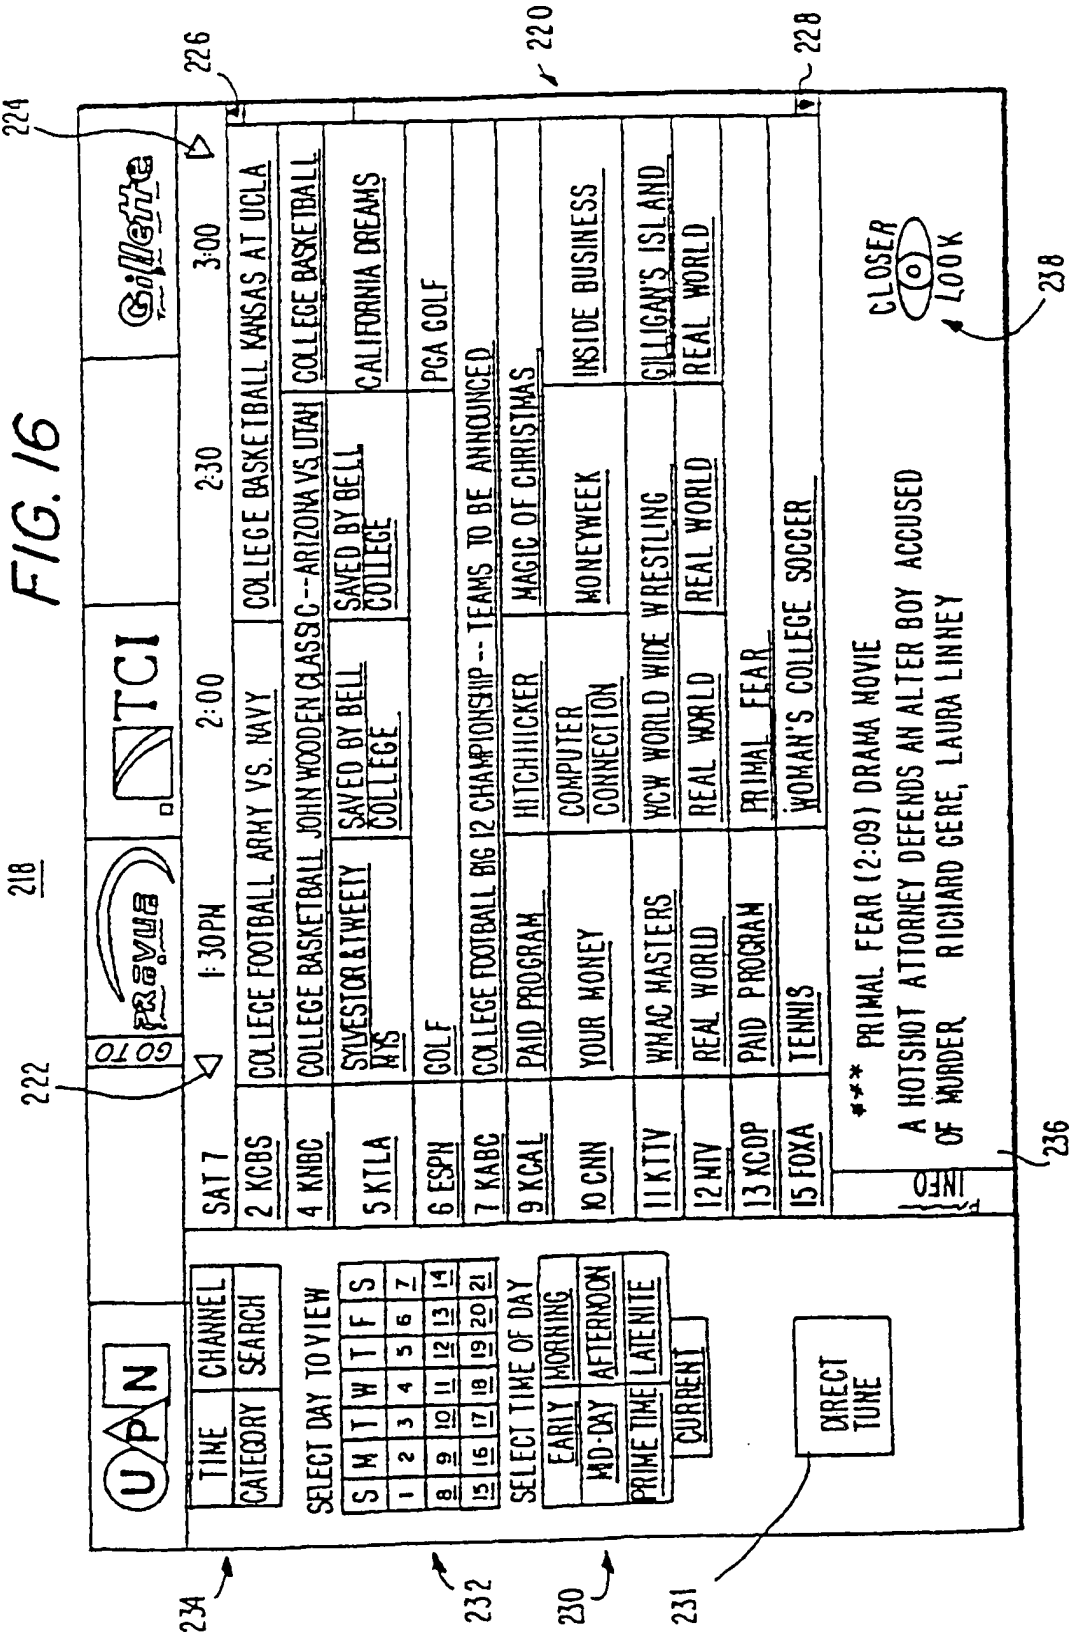 FIG. 16
218
222
224
UPN
GO TO
PREVUE
TCI
Gillette
226
220
228
234
TIME CHANNEL
CATEGORY SEARCH
SELECT DAY TO VIEW
S M T W T F S
1 2 3 4 5 6 7
8 9 10 11 12 13 14
15 16 17 18 19 20 21
232
SELECT TIME OF DAY
EARLY MORNING
MID-DAY AFTERNOON
PRIME TIME LATE NITE
CURRENT
230
DIRECT
TUNE
231
SAT 7 1:30PM 2:00 2:30 3:00
2 KCBS COLLEGE FOOTBALL ARMY VS. NAVY COLLEGE BASKETBALL KANSAS AT UCLA
4 KNBC COLLEGE BASKETBALL JOHN WOODEN CLASSIC--ARIZONA VS UTAH COLLEGE BASKETBALL
5 KTLA SYLVESTOR & TWEETY SAVED BY BELL SAVED BY BELL CALIFORNIA DREAMS
MYS COLLEGE COLLEGE
6 ESPN GOLF PGA GOLF
7 KABC COLLEGE FOOTBALL BIG 12 CHAMPIONSHIP--TEAMS TO BE ANNOUNCED
9 KCAL PAID PROGRAM HITCHHICKER MAGIC OF CHRISTMAS
10 CNN YOUR MONEY COMPUTER MONEYWEEK INSIDE BUSINESS
CONNECTION
11 KTTV WMAC MASTERS WCW WORLD WIDE WRESTLING GILLIGAN'S ISLAND
12 MTV REAL WORLD REAL WORLD REAL WORLD REAL WORLD
13 XCOP PAID PROGRAM PRIMAL FEAR
15 FOXA TENNIS WOMAN'S COLLEGE SOCCER
INFO
*** PRIMAL FEAR (2:09) DRAMA MOVIE
A HOTSHOT ATTORNEY DEFENDS AN ALTER BOY ACCUSED
OF MURDER. RICHARD GERE, LAURA LINNEY
CLOSER
LOOK
236
238